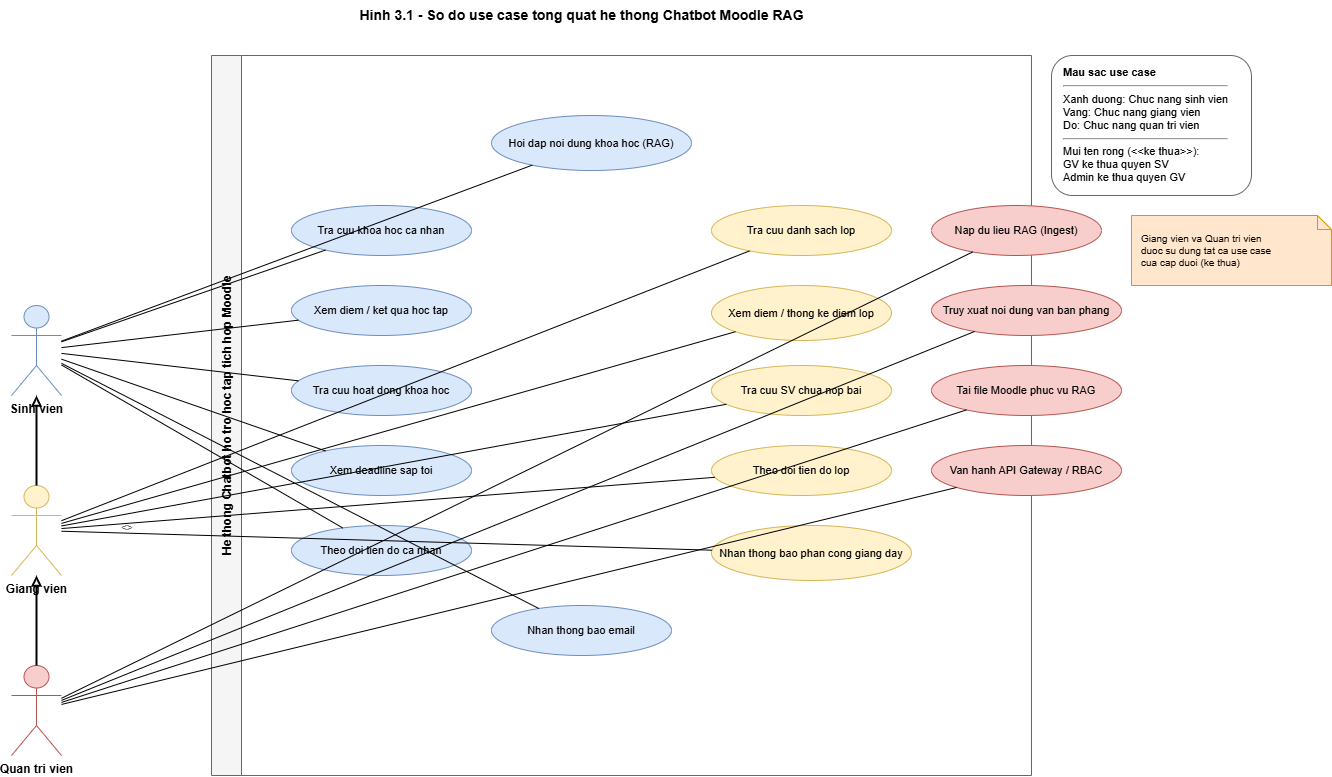 Hinh 3.1 - So do use case tong quat he thong Chatbot Moodle RAG
He thong Chatbot ho tro hoc tap tich hop Moodle
Sinh vien
Giang vien
Quan tri vien
<>
Hoi dap noi dung khoa hoc (RAG)
Tra cuu khoa hoc ca nhan
Xem diem / ket qua hoc tap
Tra cuu hoat dong khoa hoc
Xem deadline sap toi
Theo doi tien do ca nhan
Nhan thong bao email
Tra cuu danh sach lop
Xem diem / thong ke diem lop
Tra cuu SV chua nop bai
Theo doi tien do lop
Nhan thong bao phan cong giang day
Nap du lieu RAG (Ingest)
Truy xuat noi dung van ban phang
Tai file Moodle phuc vu RAG
Van hanh API Gateway / RBAC
Mau sac use case
Xanh duong: Chuc nang sinh vien
Vang: Chuc nang giang vien
Do: Chuc nang quan tri vien
Mui ten rong (<<ke thua>>):
GV ke thua quyen SV
Admin ke thua quyen GV
Giang vien va Quan tri vien
duoc su dung tat ca use case
cua cap duoi (ke thua)